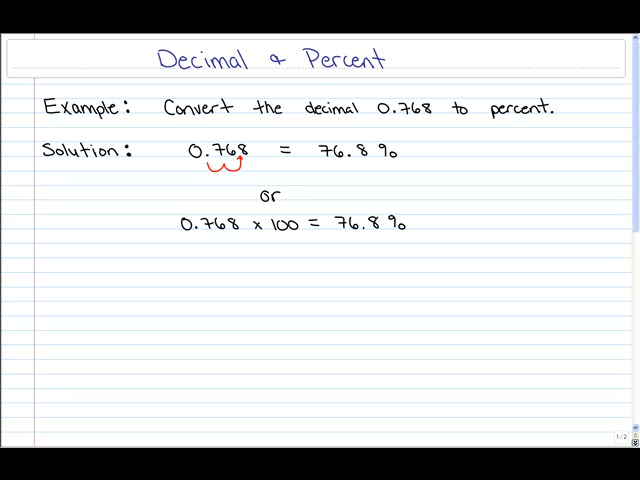 Decimal & Percent
Example: Convert the decimal 0.768 to percent.
Solution: 0.768 = 76.8 %
or
0.768 × 100 = 76.8 %
1/2